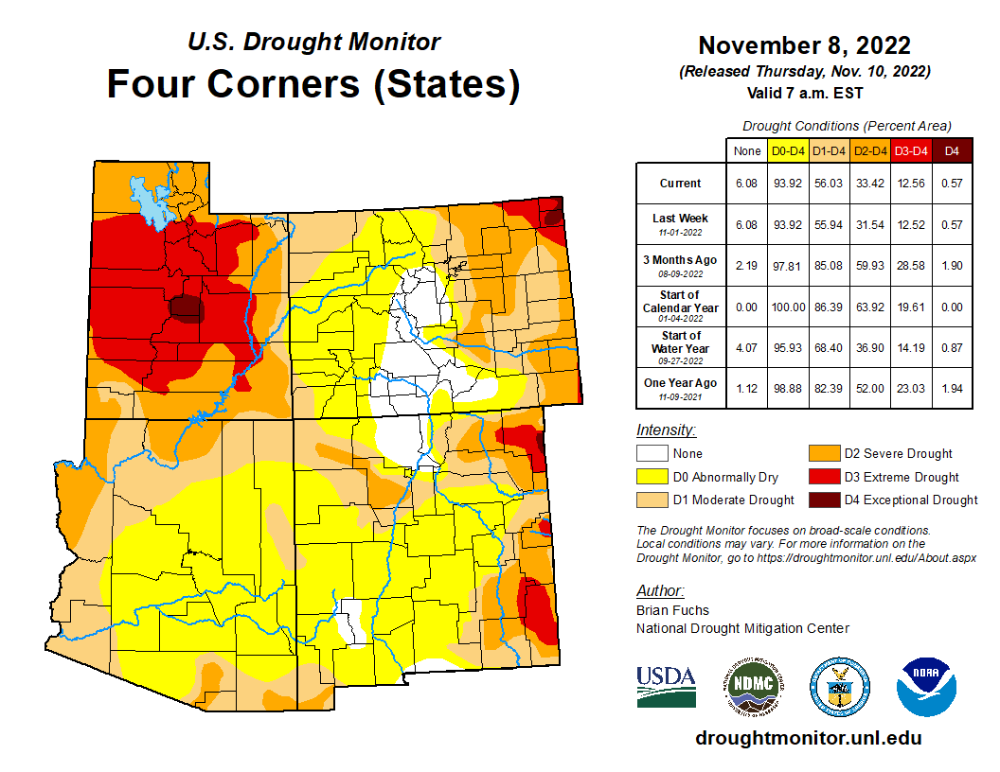 U.S. Drought Monitor
Four Corners (States)
November 8, 2022
(Released Thursday, Nov. 10, 2022)
Valid 7 a.m. EST
Drought Conditions (Percent Area)
None D0-D4 D1-D4 D2-D4 D3-D4 D4
Current 6.08 93.92 56.03 33.42 12.56 0.57
Last Week
11-01-2022
6.08 93.92 55.94 31.54 12.52 0.57
3 Months Ago
08-09-2022
2.19 97.81 85.08 59.93 28.58 1.90
Start of
Calendar Year
01-04-2022
0.00 100.00 86.39 63.92 19.61 0.00
Start of
Water Year
09-27-2022
4.07 95.93 68.40 36.90 14.19 0.87
One Year Ago
11-09-2021
1.12 98.88 82.39 52.00 23.03 1.94
Intensity:
None
D0 Abnormally Dry
D1 Moderate Drought
D2 Severe Drought
D3 Extreme Drought
D4 Exceptional Drought
The Drought Monitor focuses on broad-scale conditions.
Local conditions may vary. For more information on the
Drought Monitor, go to https://droughtmonitor.unl.edu/About.aspx
Author:
Brian Fuchs
National Drought Mitigation Center
USDA
NDMC
NOAA
droughtmonitor.unl.edu